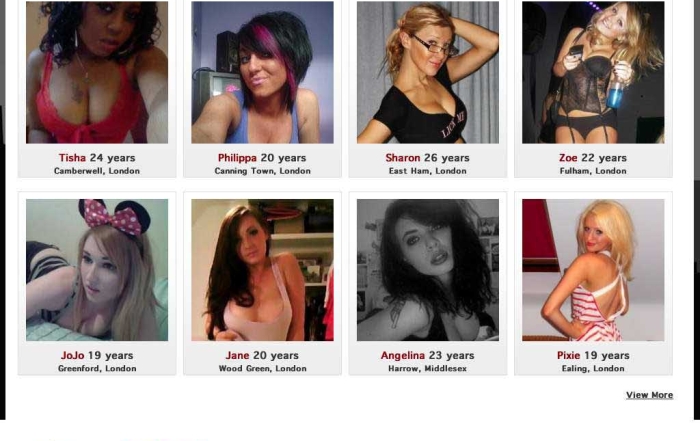 LICK ME
Tisha 24 years
Camberwell, London
Philippa 20 years
Canning Town, London
Sharon 26 years
East Ham, London
Zoe 22 years
Fulham, London
JoJo 19 years
Greenford, London
Jane 20 years
Wood Green, London
Angelina 23 years
Harrow, Middlesex
Pixie 19 years
Ealing, London
View More